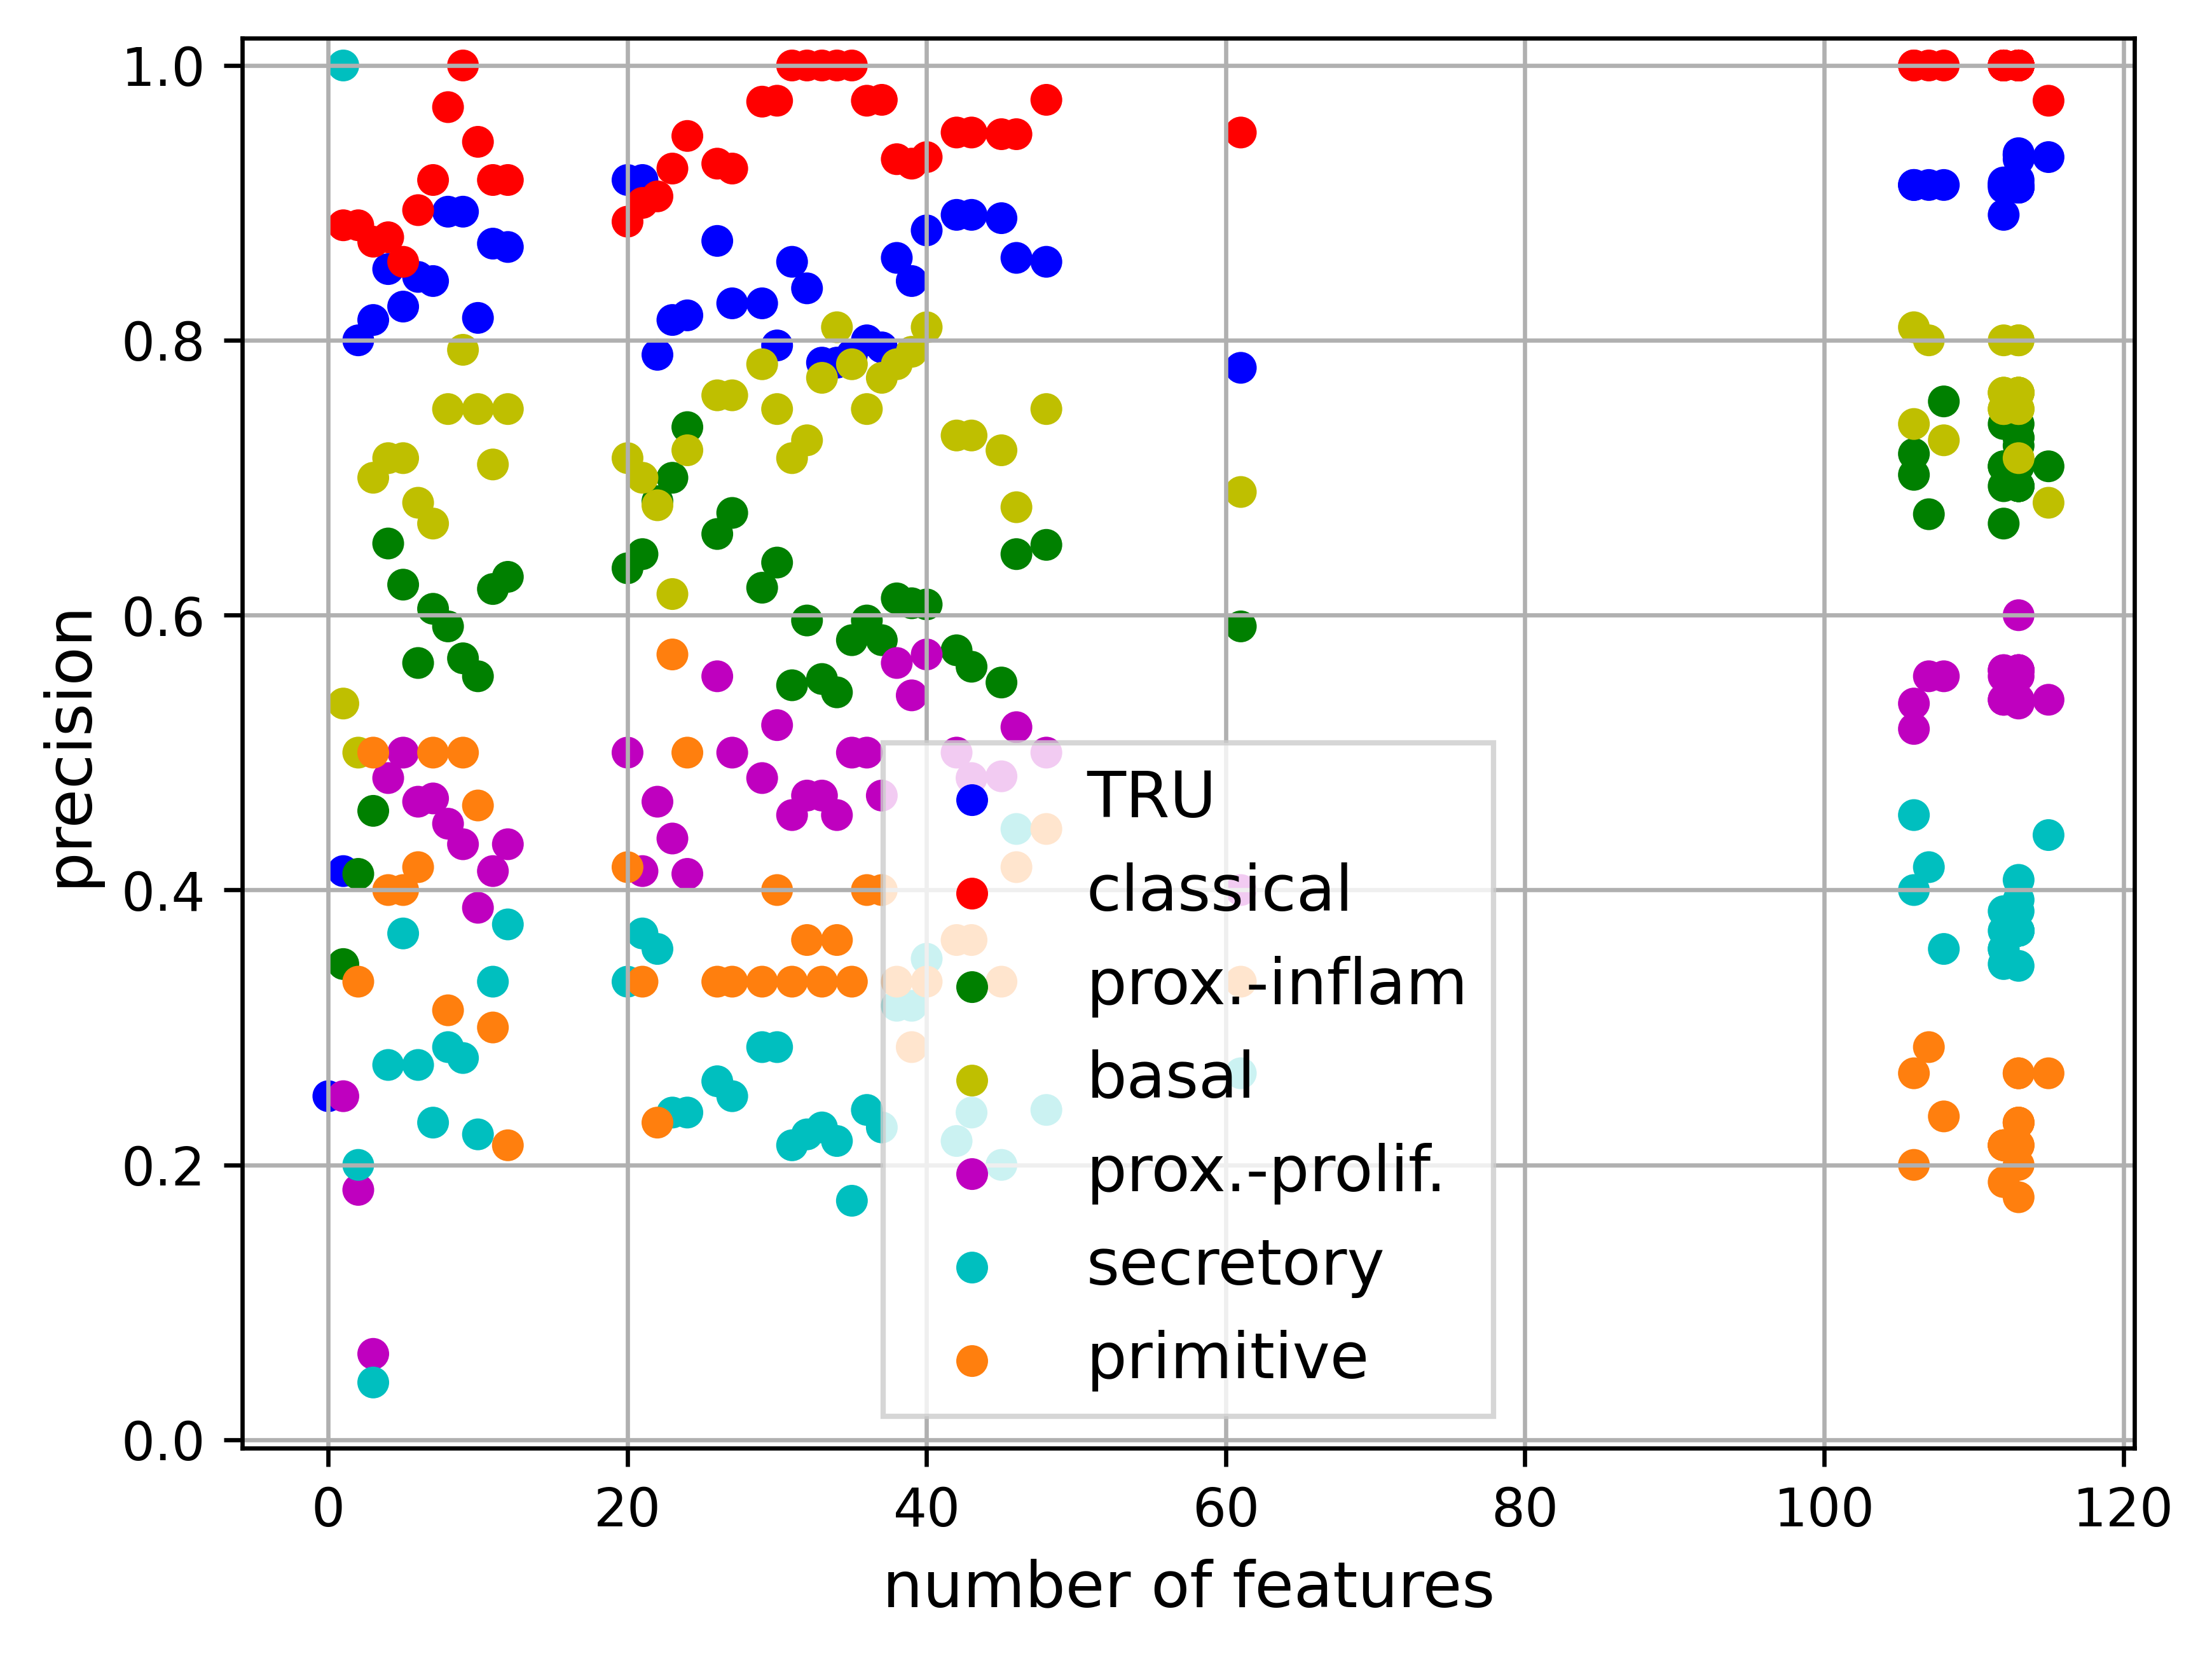 1.0
0.8
0.6
0.4
0.2
0.0
precision
TRU
classical
prox.-inflam
basal
prox.-prolif.
secretory
primitive
0 20 40 60 80 100 120
number of features